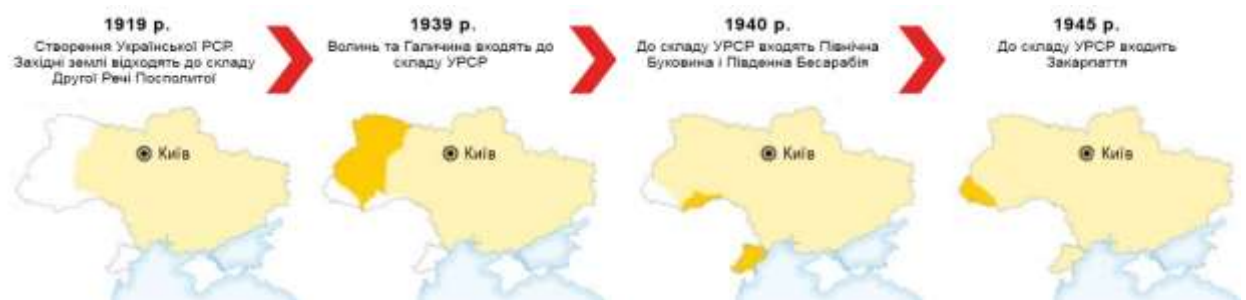 1919 р.
Створення Української РСР.
Західні землі відходять до складу
Другої Речі Посполитої
Київ
1939 р.
Волинь та Галичина входять до
складу УРСР
Київ
1940 р.
До складу УРСР входять Північна
Буковина і Південна Бесарабія
Київ
1945 р.
До складу УРСР входить
Закарпаття
Київ